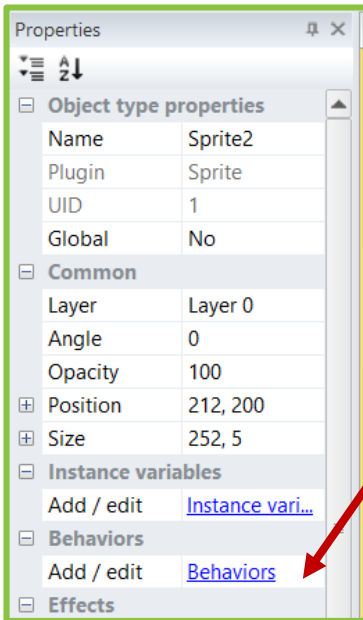 Properties
A Z
Object type properties
Name Sprite2
Plugin Sprite
UID 1
Global No
Common
Layer Layer 0
Angle 0
Opacity 100
Position 212, 200
Size 252, 5
Instance variables
Add / edit Instance vari...
Behaviors
Add / edit Behaviors
Effects